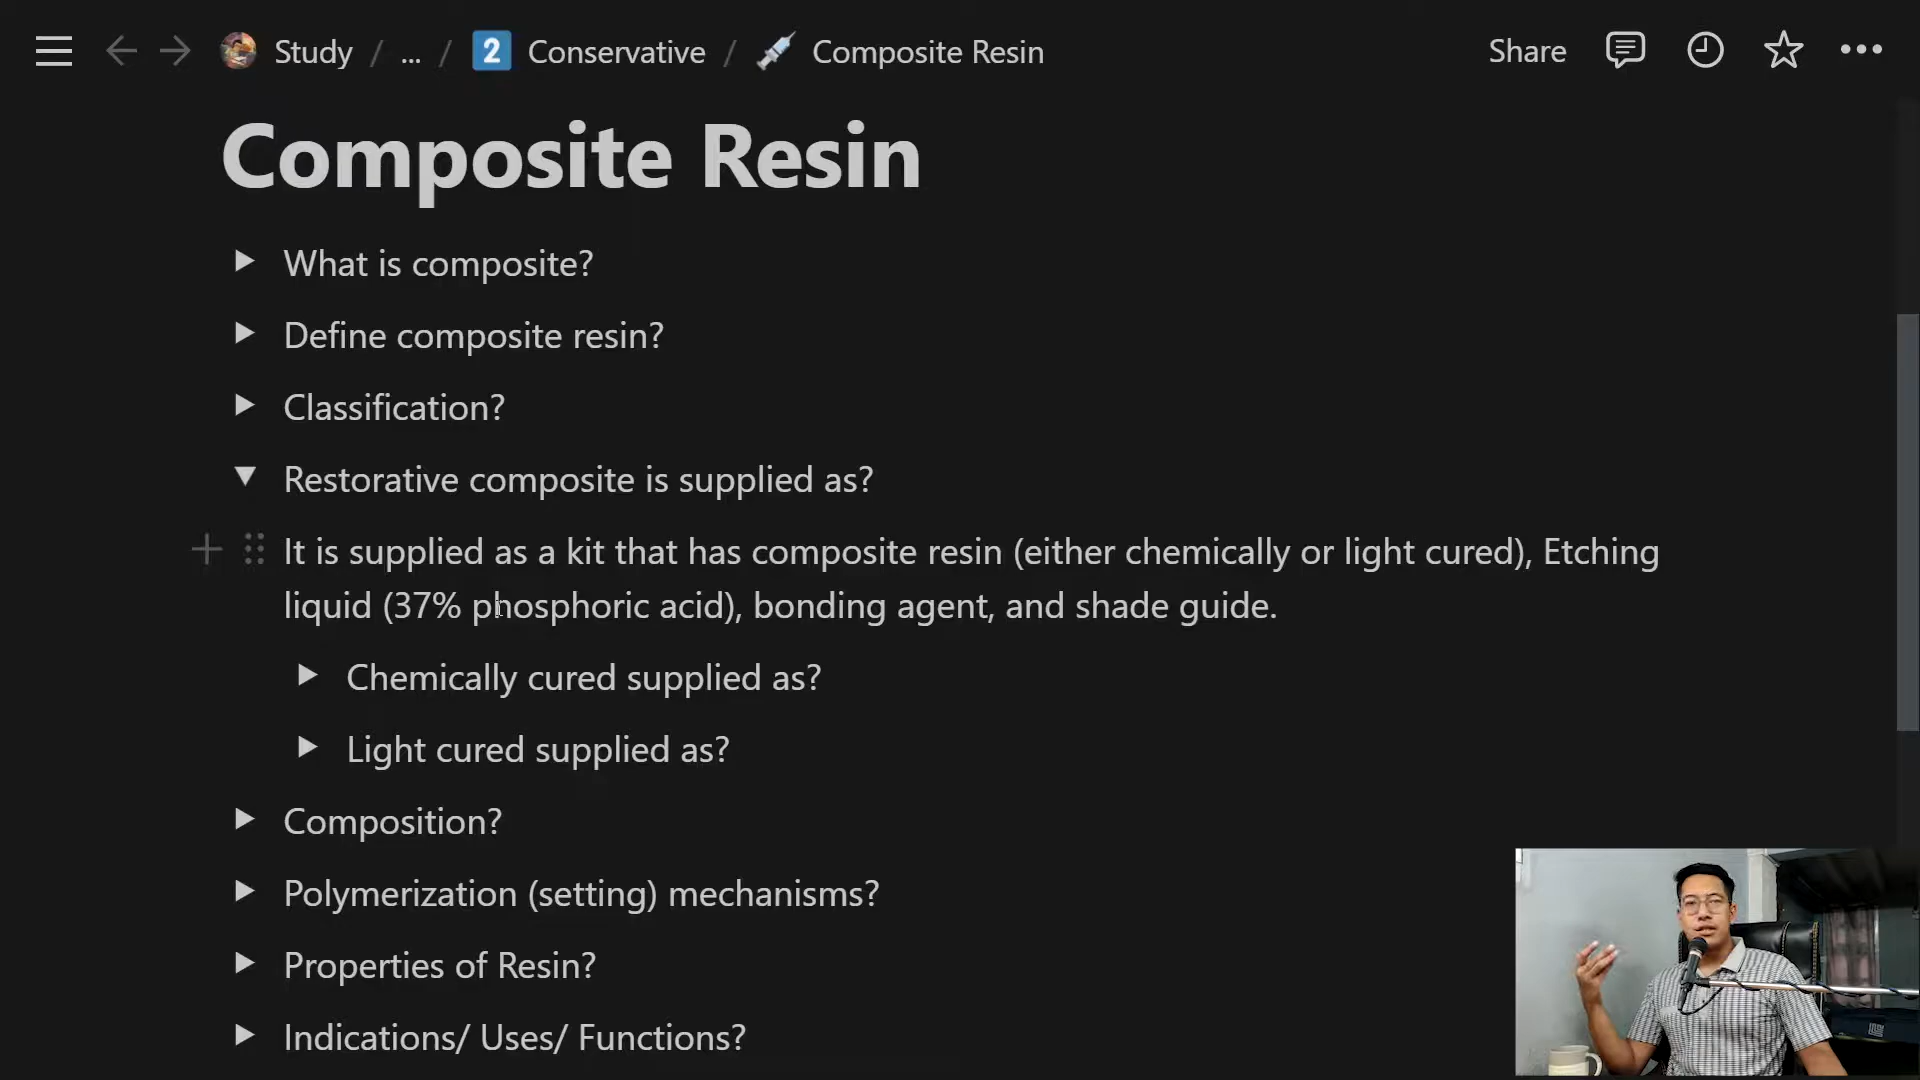 Study / ... / 2 Conservative / Composite Resin
Share
Composite Resin
What is composite?
Define composite resin?
Classification?
Restorative composite is supplied as?
It is supplied as a kit that has composite resin (either chemically or light cured), Etching
liquid (37% phosphoric acid), bonding agent, and shade guide.
Chemically cured supplied as?
Light cured supplied as?
Composition?
Polymerization (setting) mechanisms?
Properties of Resin?
Indications/ Uses/ Functions?